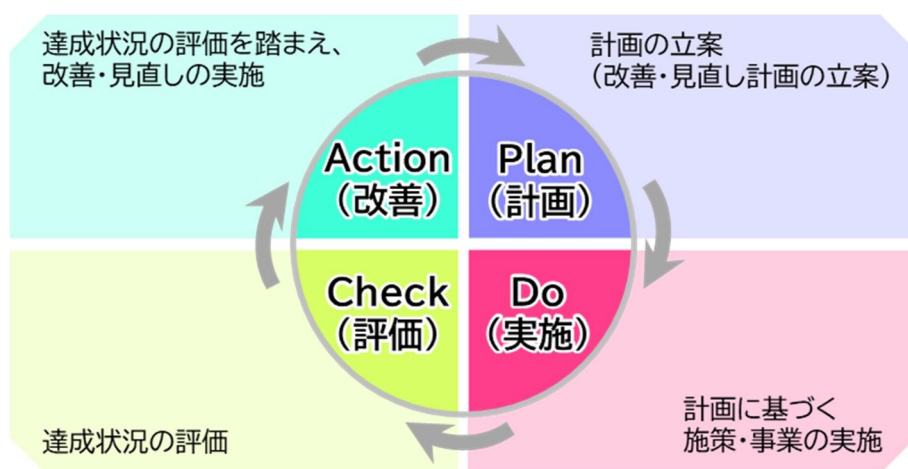 達成状況の評価を踏まえ、
改善・見直しの実施
計画の立案
（改善・見直し計画の立案）
Action
（改善）
Plan
（計画）
Check
（評価）
Do
（実施）
達成状況の評価
計画に基づく
施策・事業の実施